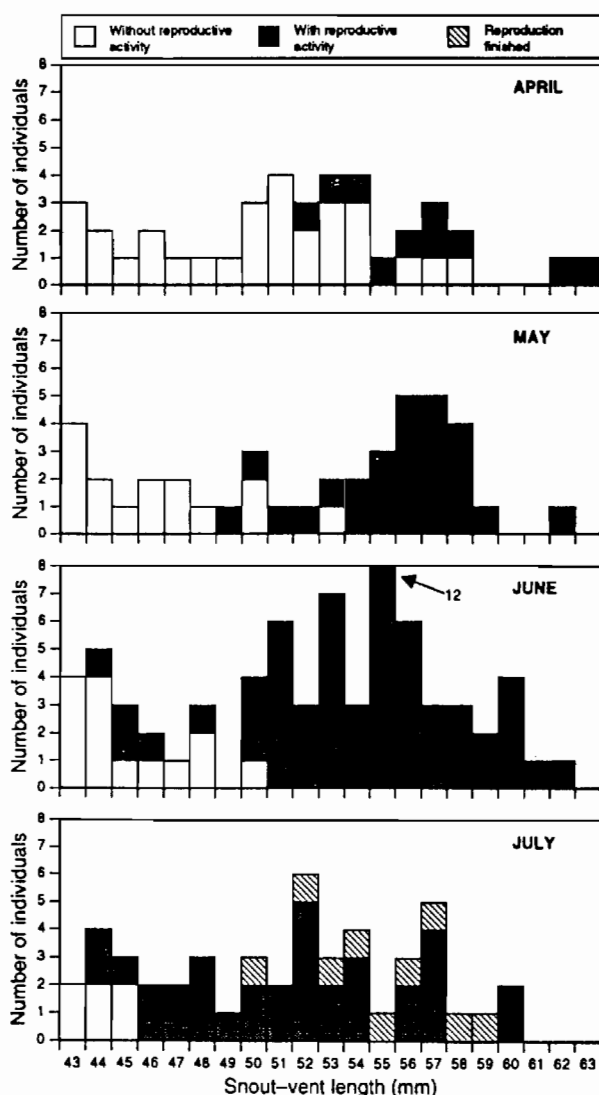 Without reproductive activity
With reproductive activity
Reproduction finished
APRIL
Number of individuals
8
7
6
5
4
3
2
1
0
MAY
Number of individuals
8
7
6
5
4
3
2
1
0
JUNE
12
Number of individuals
8
7
6
5
4
3
2
1
0
JULY
Number of individuals
8
7
6
5
4
3
2
1
0
43 44 45 46 47 48 49 50 51 52 53 54 55 56 57 58 59 60 61 62 63
Snout-vent length (mm)